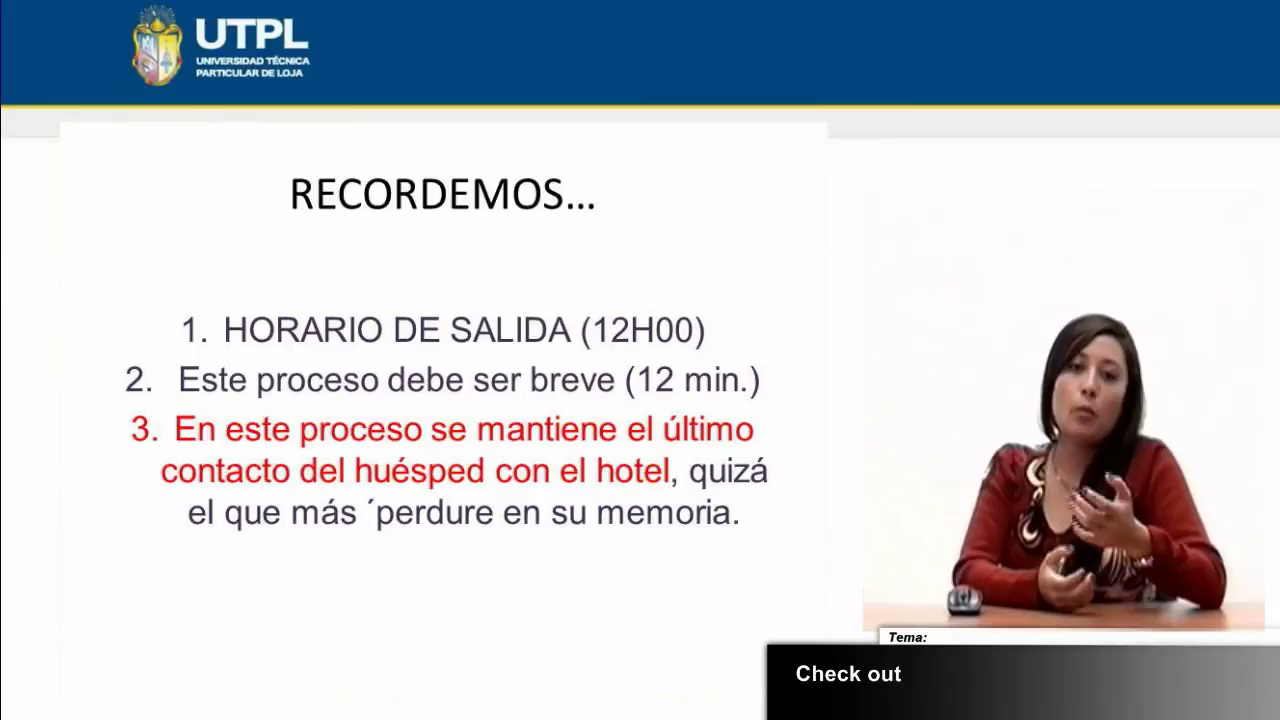 UTPL
UNIVERSIDAD TÉCNICA
PARTICULAR DE LOJA
RECORDEMOS...
1. HORARIO DE SALIDA (12H00)
2. Este proceso debe ser breve (12 min.)
3. En este proceso se mantiene el último
contacto del huésped con el hotel, quizá
el que más ´perdure en su memoria.
Tema:
Check out